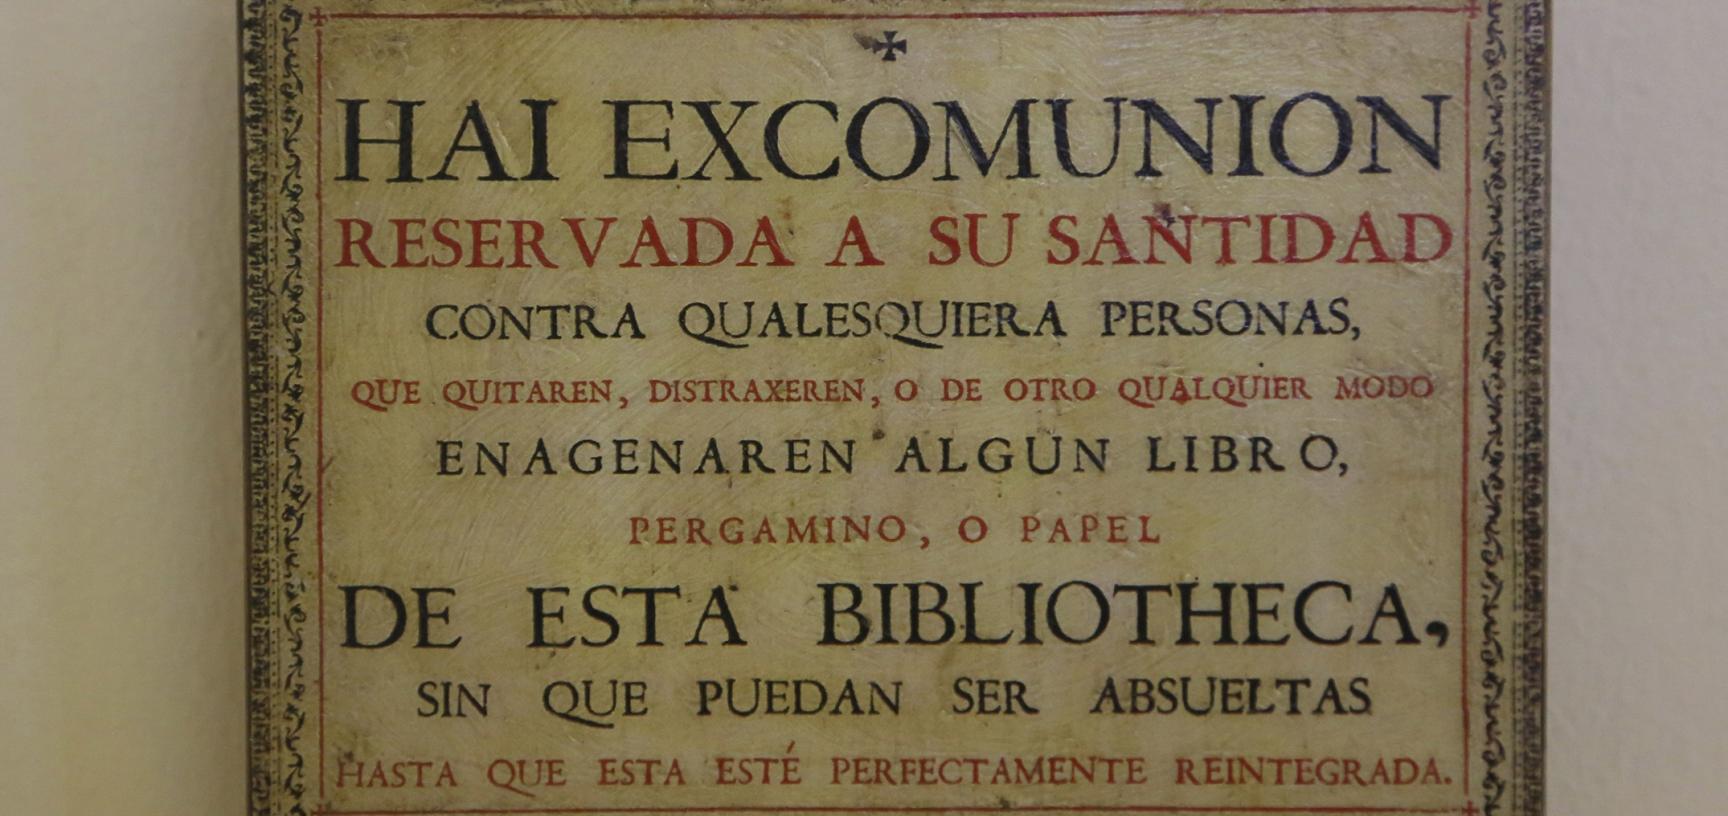 HAI EXCOMUNION
RESERVADA A SU SANTIDAD
CONTRA QUALESQUIERA PERSONAS,
QUE QUITAREN, DISTRAXEREN, O DE OTRO QUALQUIER MODO
ENAGENAREN ALGUN LIBRO,
PERGAMINO, O PAPEL
DE ESTA BIBLIOTHECA,
SIN QUE PUEDAN SER ABSUELTAS
HASTA QUE ESTA ESTÉ PERFECTAMENTE REINTEGRADA.